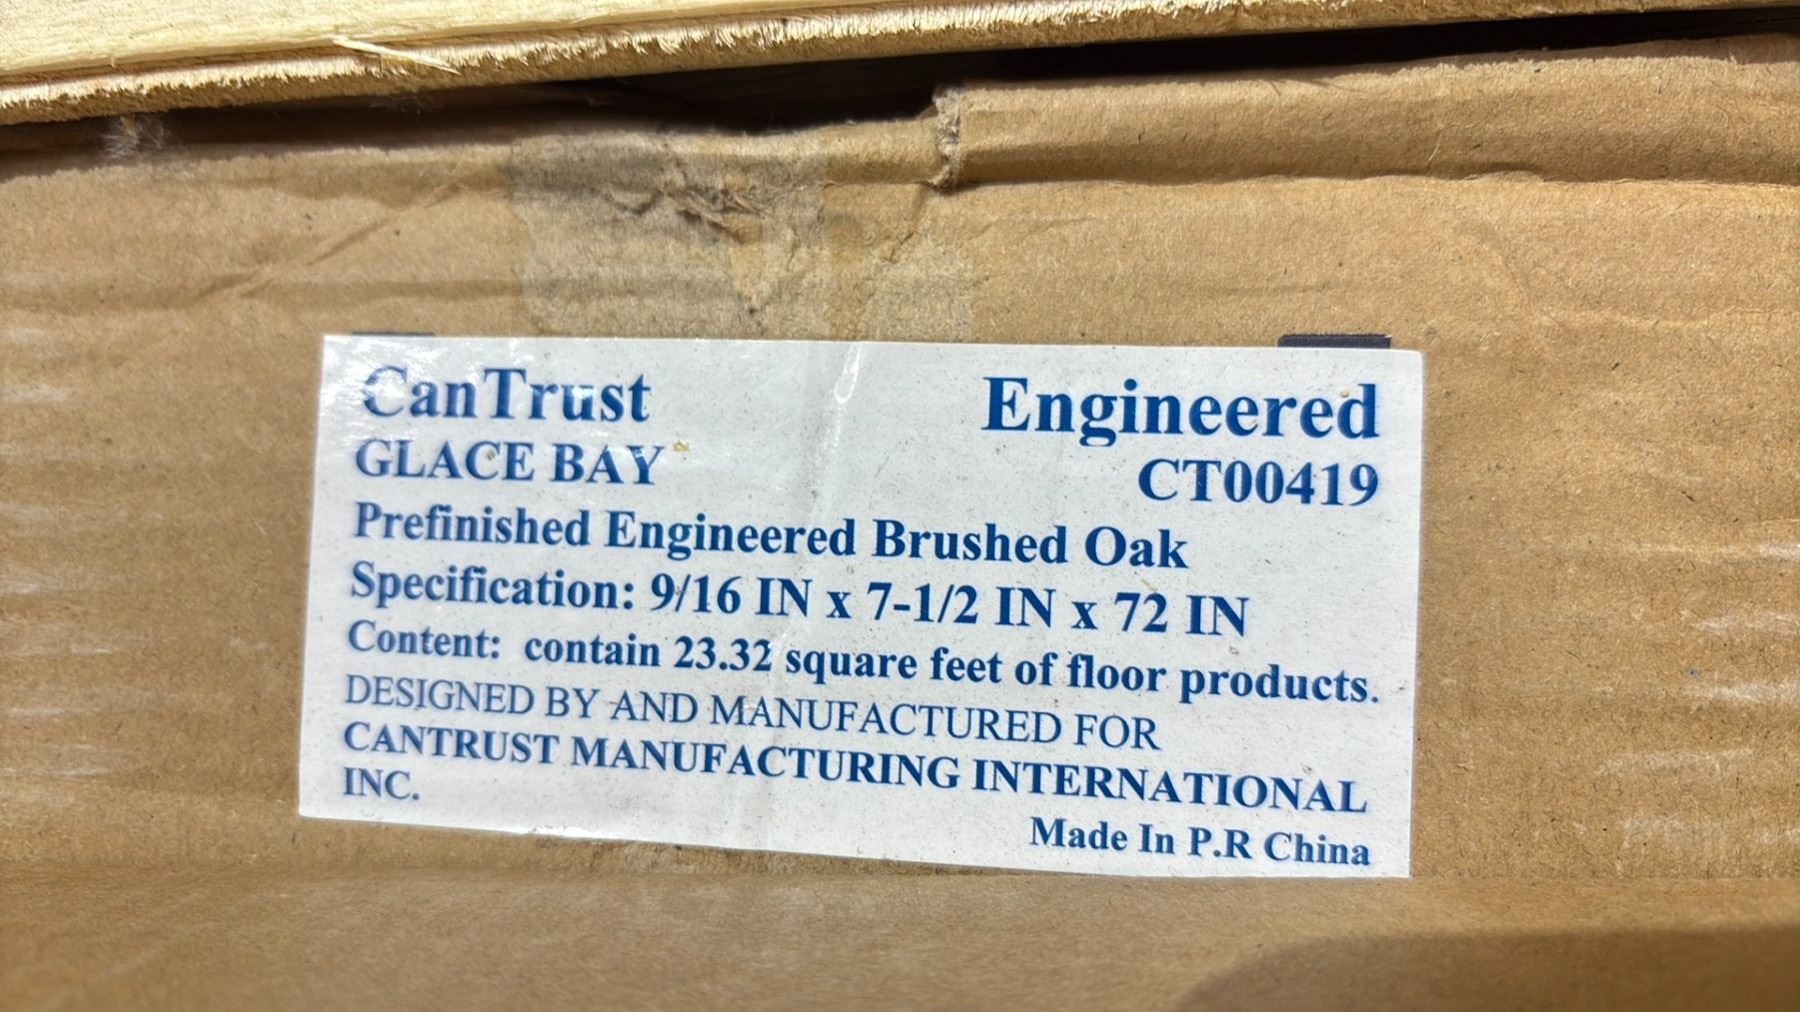 CanTrust Engineered
GLACE BAY CT00419
Prefinished Engineered Brushed Oak
Specification: 9/16 IN x 7-1/2 IN x 72 IN
Content: contain 23.32 square feet of floor products.
DESIGNED BY AND MANUFACTURED FOR
CANTRUST MANUFACTURING INTERNATIONAL
INC.
Made In P.R China